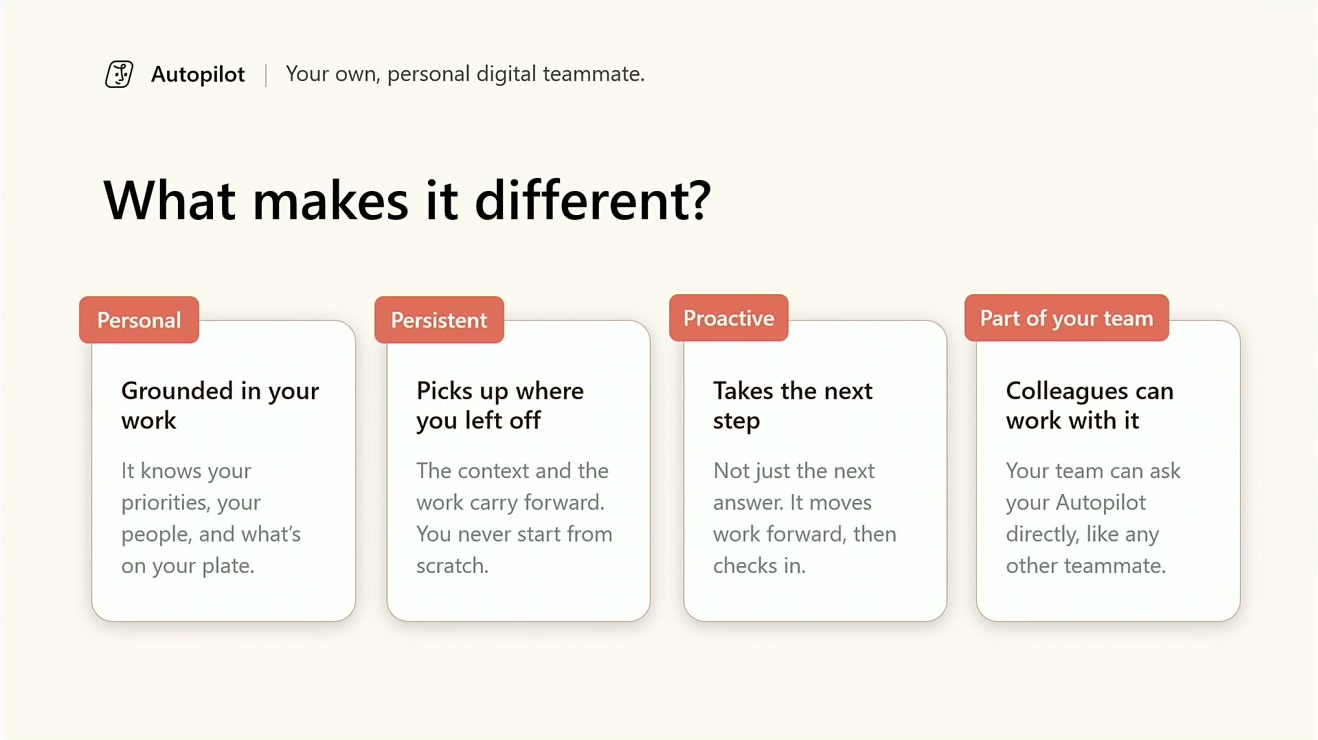 Autopilot | Your own, personal digital teammate.
What makes it different?
Personal
Grounded in your
work
It knows your
priorities, your
people, and what’s
on your plate.
Persistent
Picks up where
you left off
The context and the
work carry forward.
You never start from
scratch.
Proactive
Takes the next
step
Not just the next
answer. It moves
work forward, then
checks in.
Part of your team
Colleagues can
work with it
Your team can ask
your Autopilot
directly, like any
other teammate.